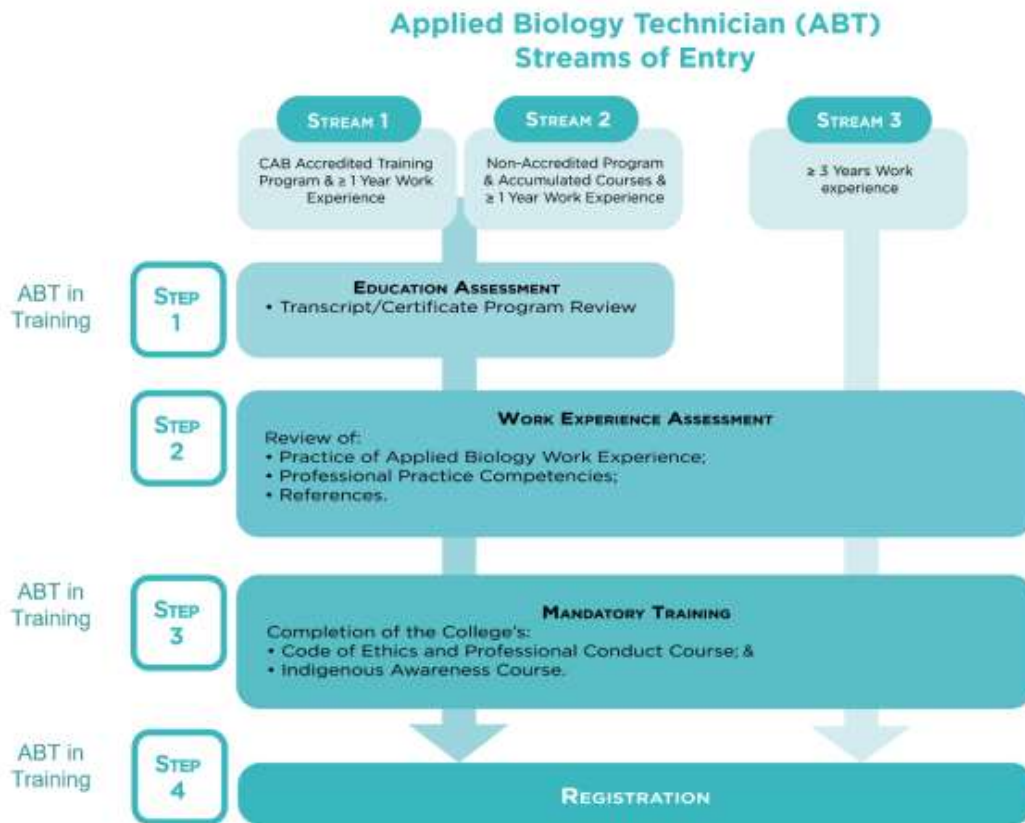 Applied Biology Technician (ABT)
Streams of Entry
STREAM 1
CAB Accredited Training
Program & ≥ 1 Year Work
Experience
STREAM 2
Non-Accredited Program
& Accumulated Courses &
≥ 1 Year Work Experience
STREAM 3
≥ 3 Years Work
experience
ABT in
Training
STEP
1
EDUCATION ASSESSMENT
• Transcript/Certificate Program Review
STEP
2
WORK EXPERIENCE ASSESSMENT
Review of:
• Practice of Applied Biology Work Experience;
• Professional Practice Competencies;
• References.
ABT in
Training
STEP
3
MANDATORY TRAINING
Completion of the College's:
• Code of Ethics and Professional Conduct Course; &
• Indigenous Awareness Course.
ABT in
Training
STEP
4
REGISTRATION